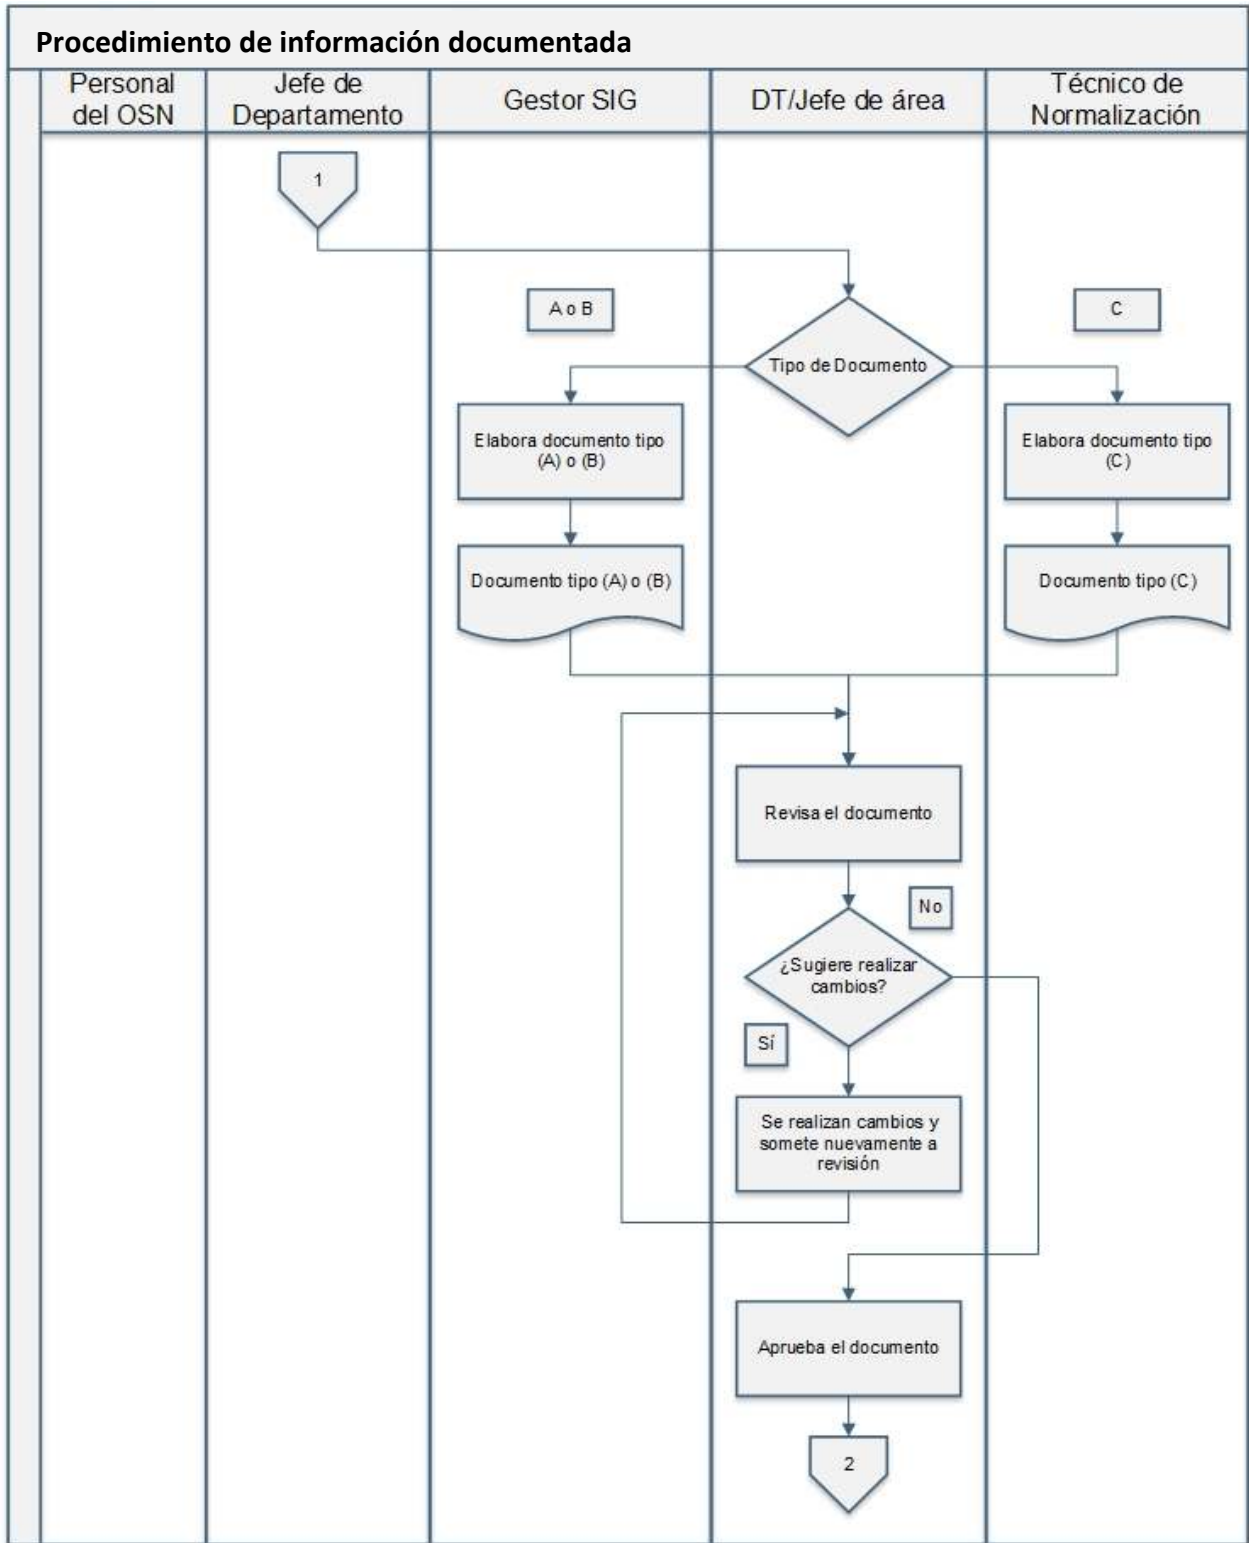 Procedimiento de información documentada
Personal
del OSN
Jefe de
Departamento
Gestor SIG
DT/Jefe de área
Técnico de
Normalización
1
A o B
C
Tipo de Documento
Elabora documento tipo
(A) o (B)
Elabora documento tipo
(C)
Documento tipo (A) o (B)
Documento tipo (C)
Revisa el documento
No
¿Sugiere realizar
cambios?
Sí
Se realizan cambios y
somete nuevamente a
revisión
Aprueba el documento
2